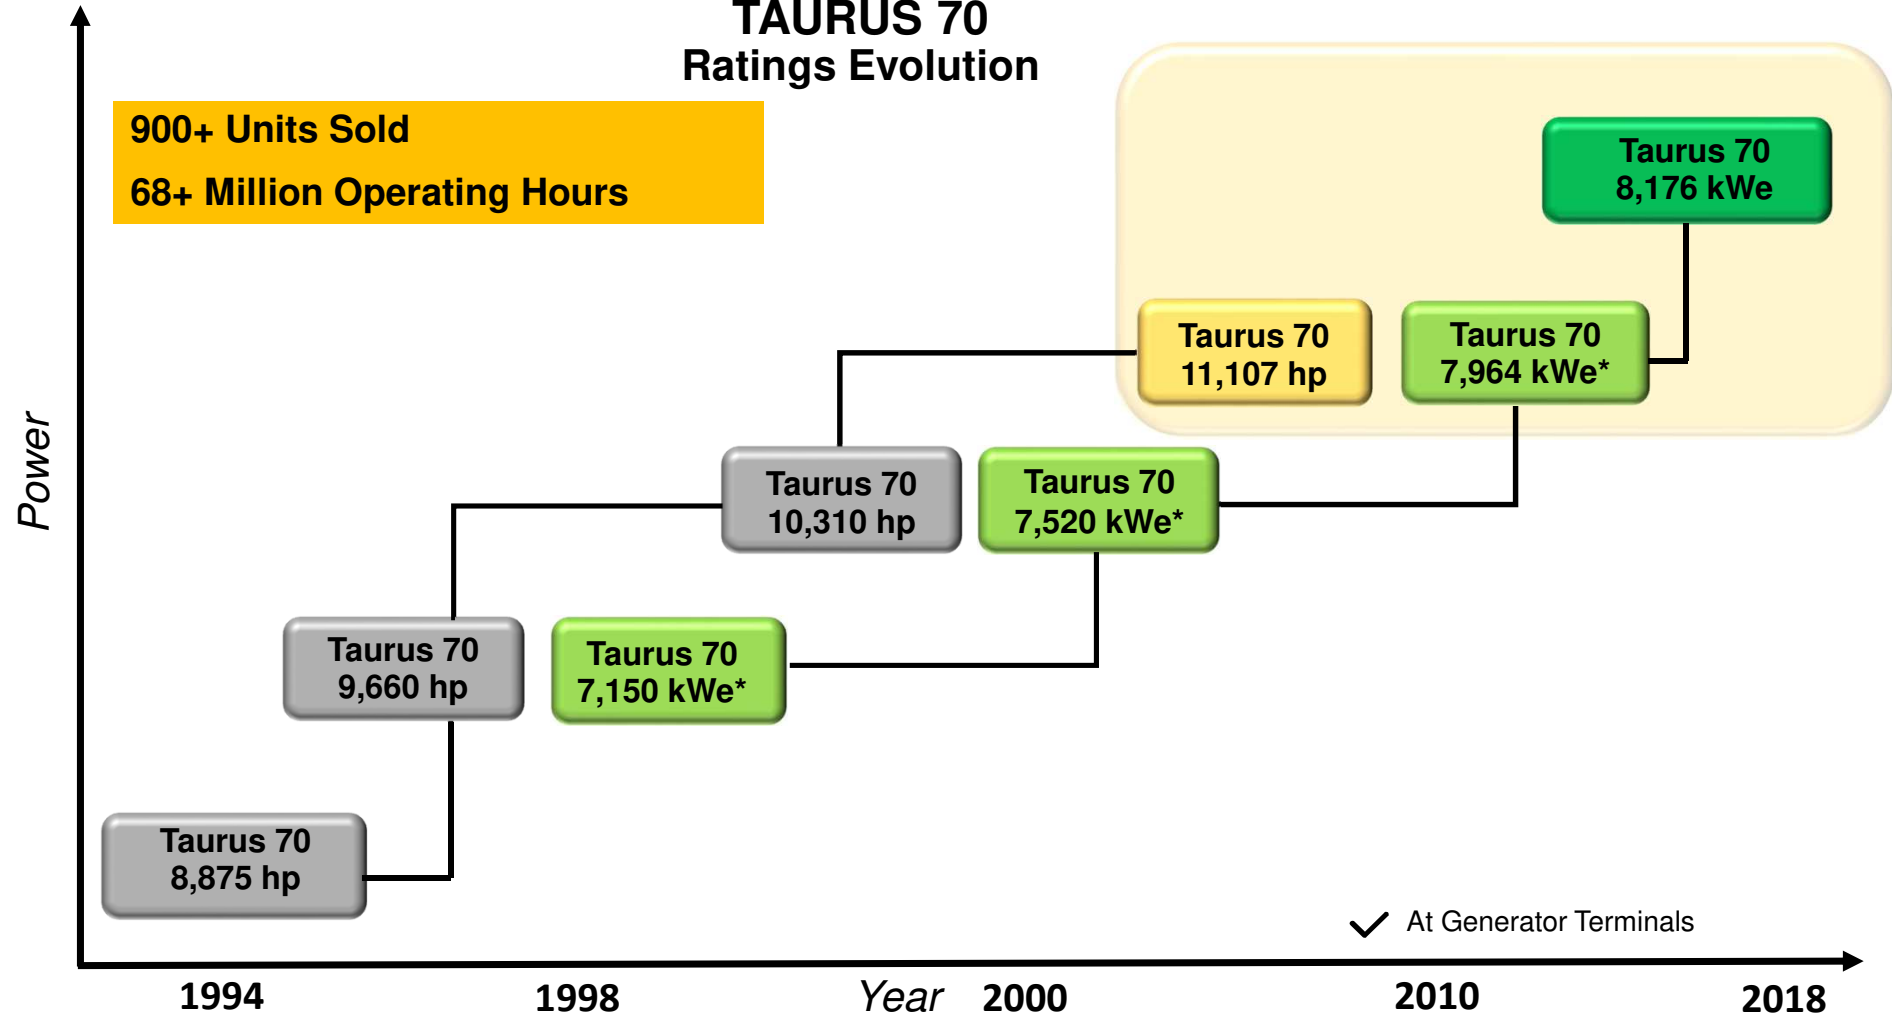 TAURUS 70
Ratings Evolution
900+ Units Sold
68+ Million Operating Hours
Taurus 70
8,176 kWe
Taurus 70
11,107 hp
Taurus 70
7,964 kWe*
Power
Taurus 70
10,310 hp
Taurus 70
7,520 kWe*
Taurus 70
9,660 hp
Taurus 70
7,150 kWe*
Taurus 70
8,875 hp
✓ At Generator Terminals
1994 1998 Year 2000 2010 2018